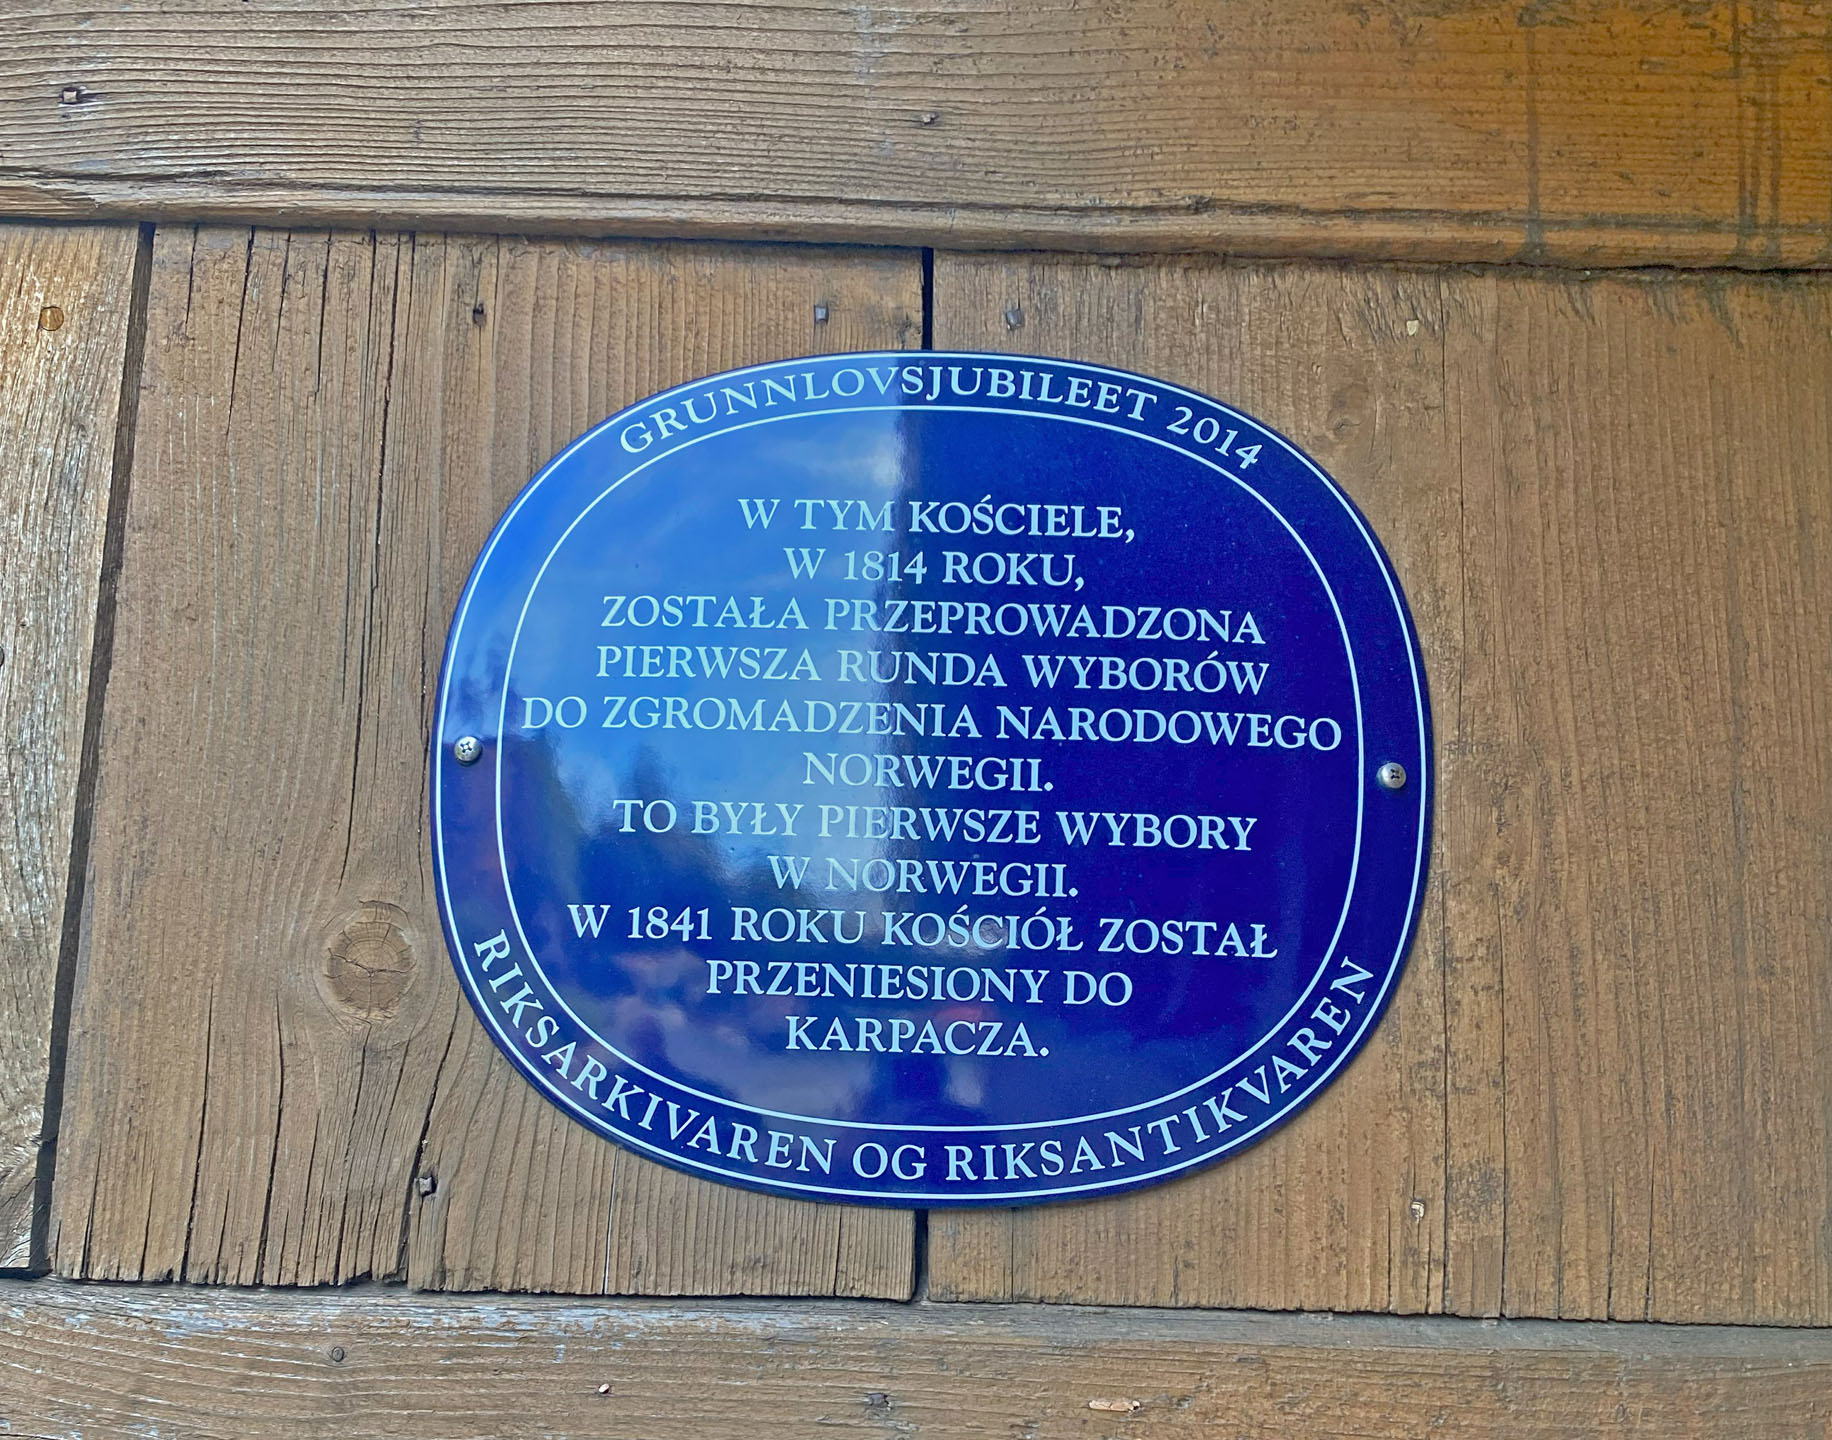 GRUNNLOVSJUBILEET 2014
W TYM KOŚCIELE,
W 1814 ROKU,
ZOSTAŁA PRZEPROWADZONA
PIERWSZA RUNDA WYBORÓW
DO ZGROMADZENIA NARODOWEGO
NORWEGII.
TO BYŁY PIERWSZE WYBORY
W NORWEGII.
W 1841 ROKU KOŚCIÓŁ ZOSTAŁ
PRZENIESIONY DO
KARPACZA.
RIKSARKIVAREN OG RIKSANTIKVAREN